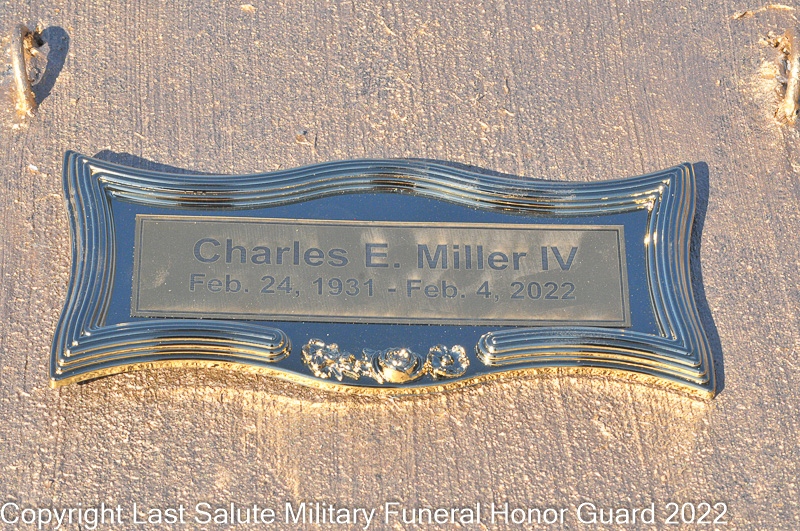 Charles E. Miller IV
Feb. 24, 1931 - Feb. 4, 2022
Copyright Last Salute Military Funeral Honor Guard 2022